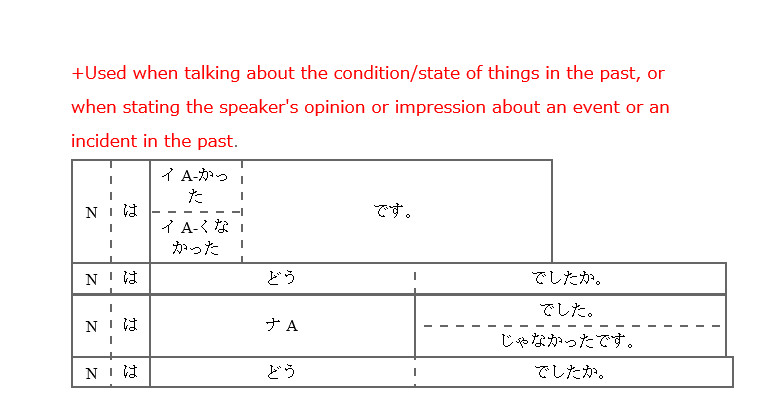 +Used when talking about the condition/state of things in the past, or
when stating the speaker's opinion or impression about an event or an
incident in the past.
イ A-かっ
た
N は です。
イ A-くな
かった
N は どう でしたか。
でした。
N は ナ A
じゃなかったです。
N は どう でしたか。